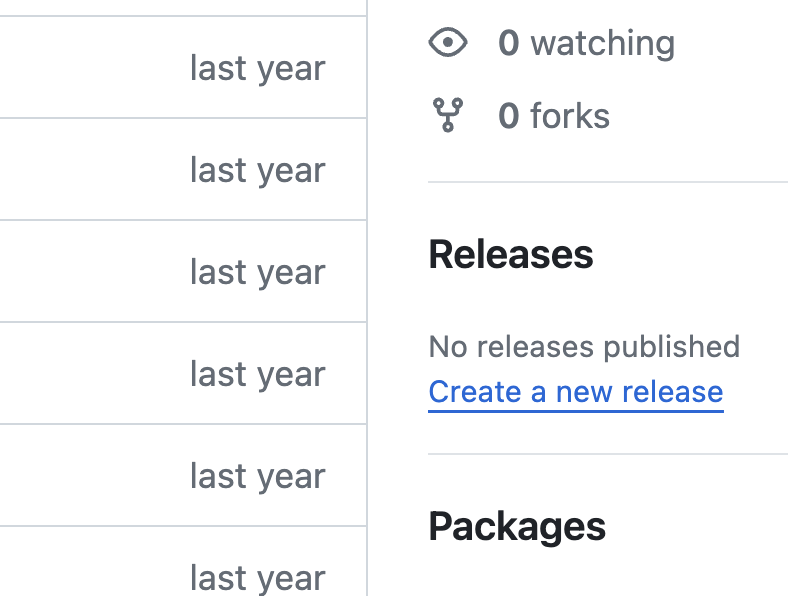 last year
last year
last year
last year
last year
last year
0 watching
0 forks
Releases
No releases published
Create a new release
Packages